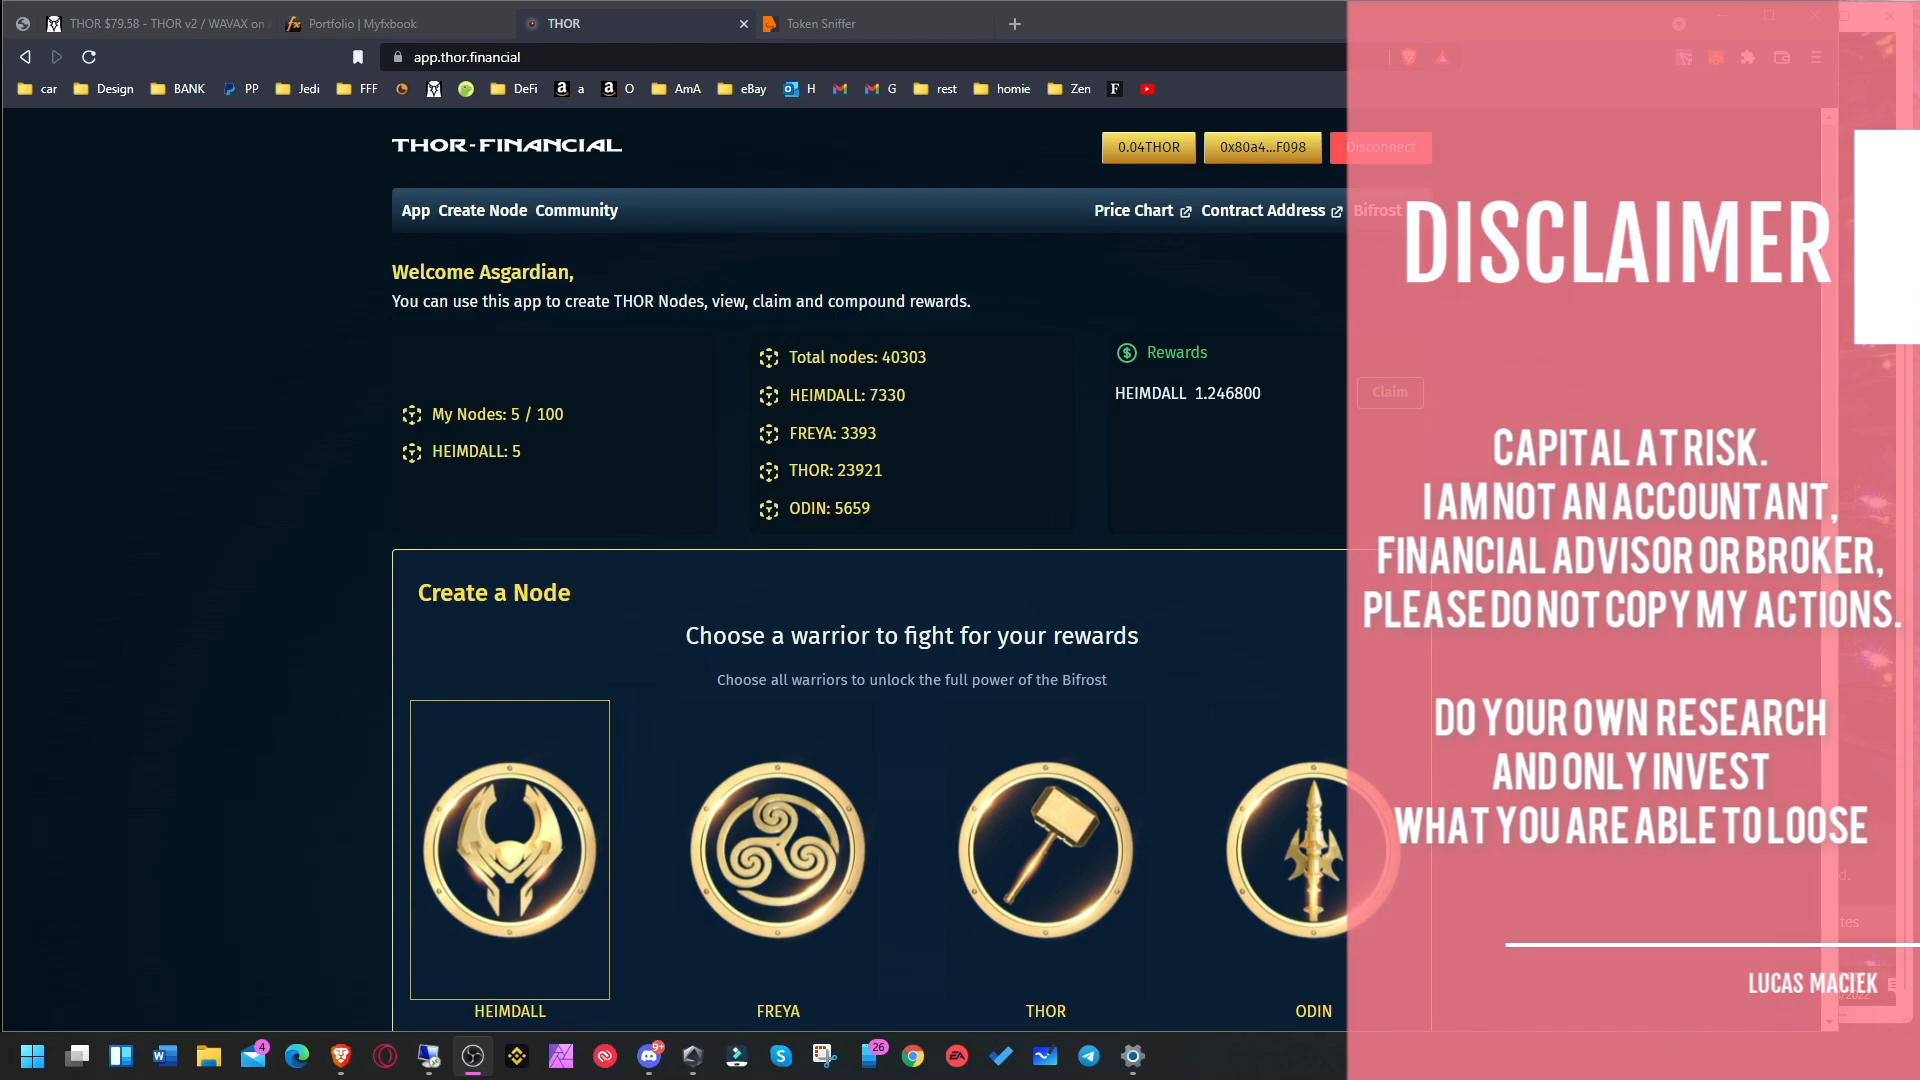 THOR $79.58 - THOR v2 / WAVAX on
Portfolio | Myfxbook
THOR
Token Sniffer
app.thor.financial
car
Design
BANK
PP
Jedi
FFF
DeFi
a
O
AmA
eBay
H
G
rest
homie
Zen
THOR-FINANCIAL
0.04THOR
0x80a4...F098
Disconnect
App
Create Node
Community
Price Chart
Contract Address
Bifrost
Welcome Asgardian,
You can use this app to create THOR Nodes, view, claim and compound rewards.
My Nodes: 5 / 100
HEIMDALL: 5
Total nodes: 40303
HEIMDALL: 7330
FREYA: 3393
THOR: 23921
ODIN: 5659
Rewards
HEIMDALL 1.246800
Claim
Create a Node
Choose a warrior to fight for your rewards
Choose all warriors to unlock the full power of the Bifrost
HEIMDALL
FREYA
THOR
ODIN
DISCLAIMER
CAPITAL AT RISK.
I AM NOT AN ACCOUNTANT,
FINANCIAL ADVISOR OR BROKER,
PLEASE DO NOT COPY MY ACTIONS.
DO YOUR OWN RESEARCH
AND ONLY INVEST
WHAT YOU ARE ABLE TO LOOSE
LUCAS MACIEK
4
9+
26